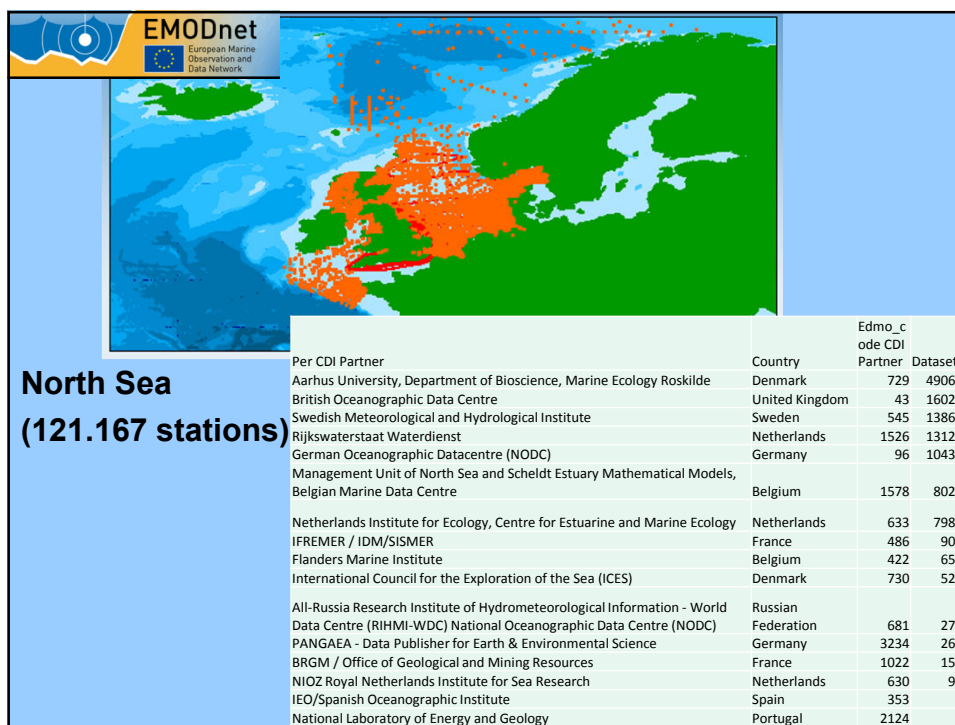 EMODnet
European Marine
Observation and
Data Network
North Sea
(121.167 stations)
Per CDI Partner Country Edmo_c
ode CDI
Partner Dataset
Aarhus University, Department of Bioscience, Marine Ecology Roskilde Denmark 729 4906
British Oceanographic Data Centre United Kingdom 43 1602
Swedish Meteorological and Hydrological Institute Sweden 545 1386
Rijkswaterstaat Waterdienst Netherlands 1526 1312
German Oceanographic Datacentre (NODC) Germany 96 1043
Management Unit of North Sea and Scheldt Estuary Mathematical Models,
Belgian Marine Data Centre Belgium 1578 802
Netherlands Institute for Ecology, Centre for Estuarine and Marine Ecology Netherlands 633 798
IFREMER / IDM/SISMER France 486 90
Flanders Marine Institute Belgium 422 65
International Council for the Exploration of the Sea (ICES) Denmark 730 52
All-Russia Research Institute of Hydrometeorological Information - World Russian
Data Centre (RIHMI-WDC) National Oceanographic Data Centre (NODC) Federation 681 27
PANGAEA - Data Publisher for Earth & Environmental Science Germany 3234 26
BRGM / Office of Geological and Mining Resources France 1022 15
NIOZ Royal Netherlands Institute for Sea Research Netherlands 630 9
IEO/Spanish Oceanographic Institute Spain 353
National Laboratory of Energy and Geology Portugal 2124